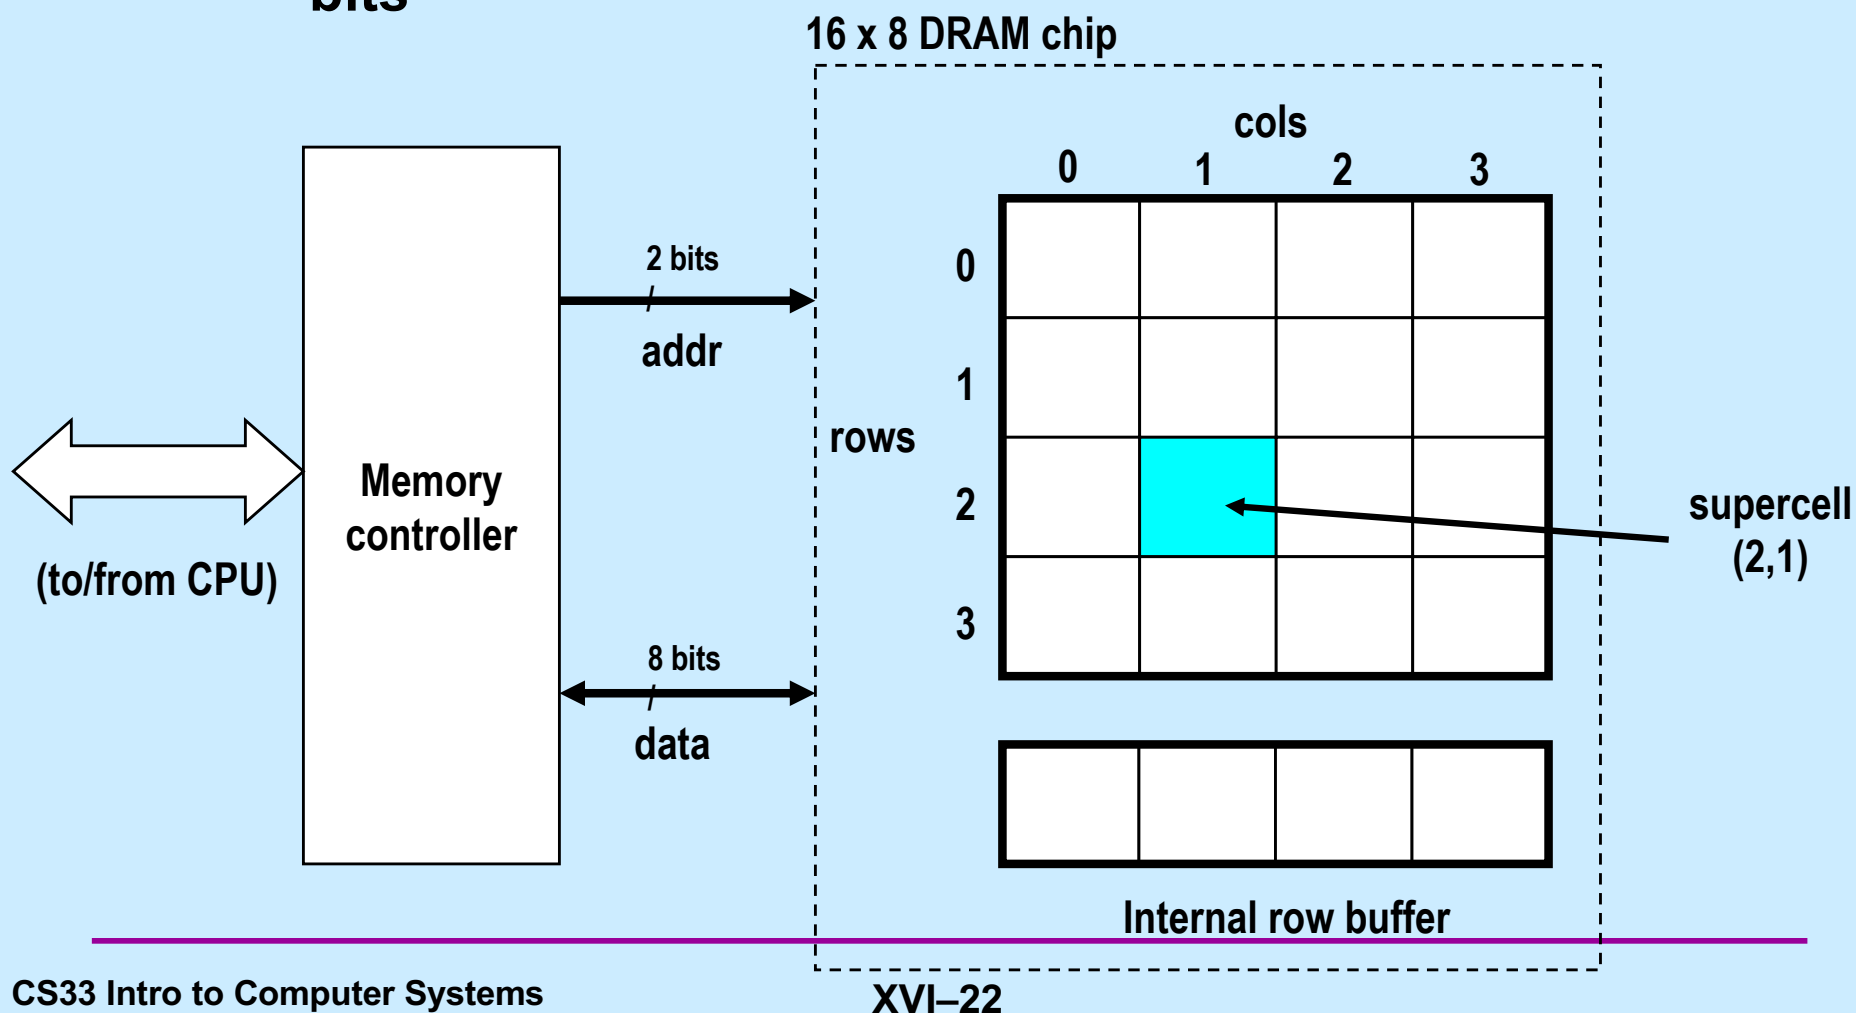 bits
16 x 8 DRAM chip
cols
0 1 2 3
2 bits
addr
0
1
rows
2
3
Memory
controller
(to/from CPU)
supercell
(2,1)
8 bits
data
Internal row buffer
CS33 Intro to Computer Systems
XVI–22